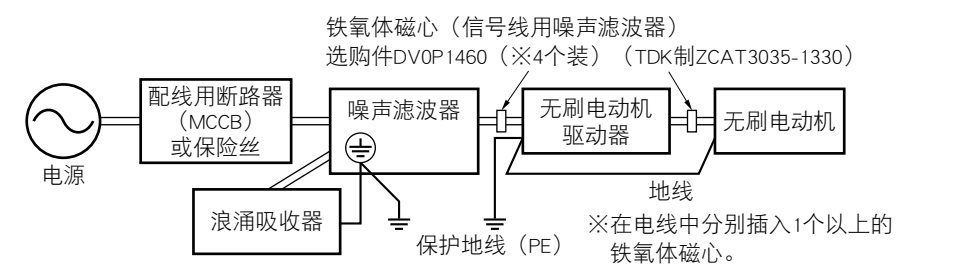 铁氧体磁心（信号线用噪声滤波器）
选购件DV0P1460（※4个装）（TDK制ZCAT3035-1330）
配线用断路器
（MCCB）
或保险丝
噪声滤波器
无刷电动机
驱动器
无刷电动机
电源
浪涌吸收器
地线
保护地线（PE）
※在电线中分别插入1个以上的
铁氧体磁心。